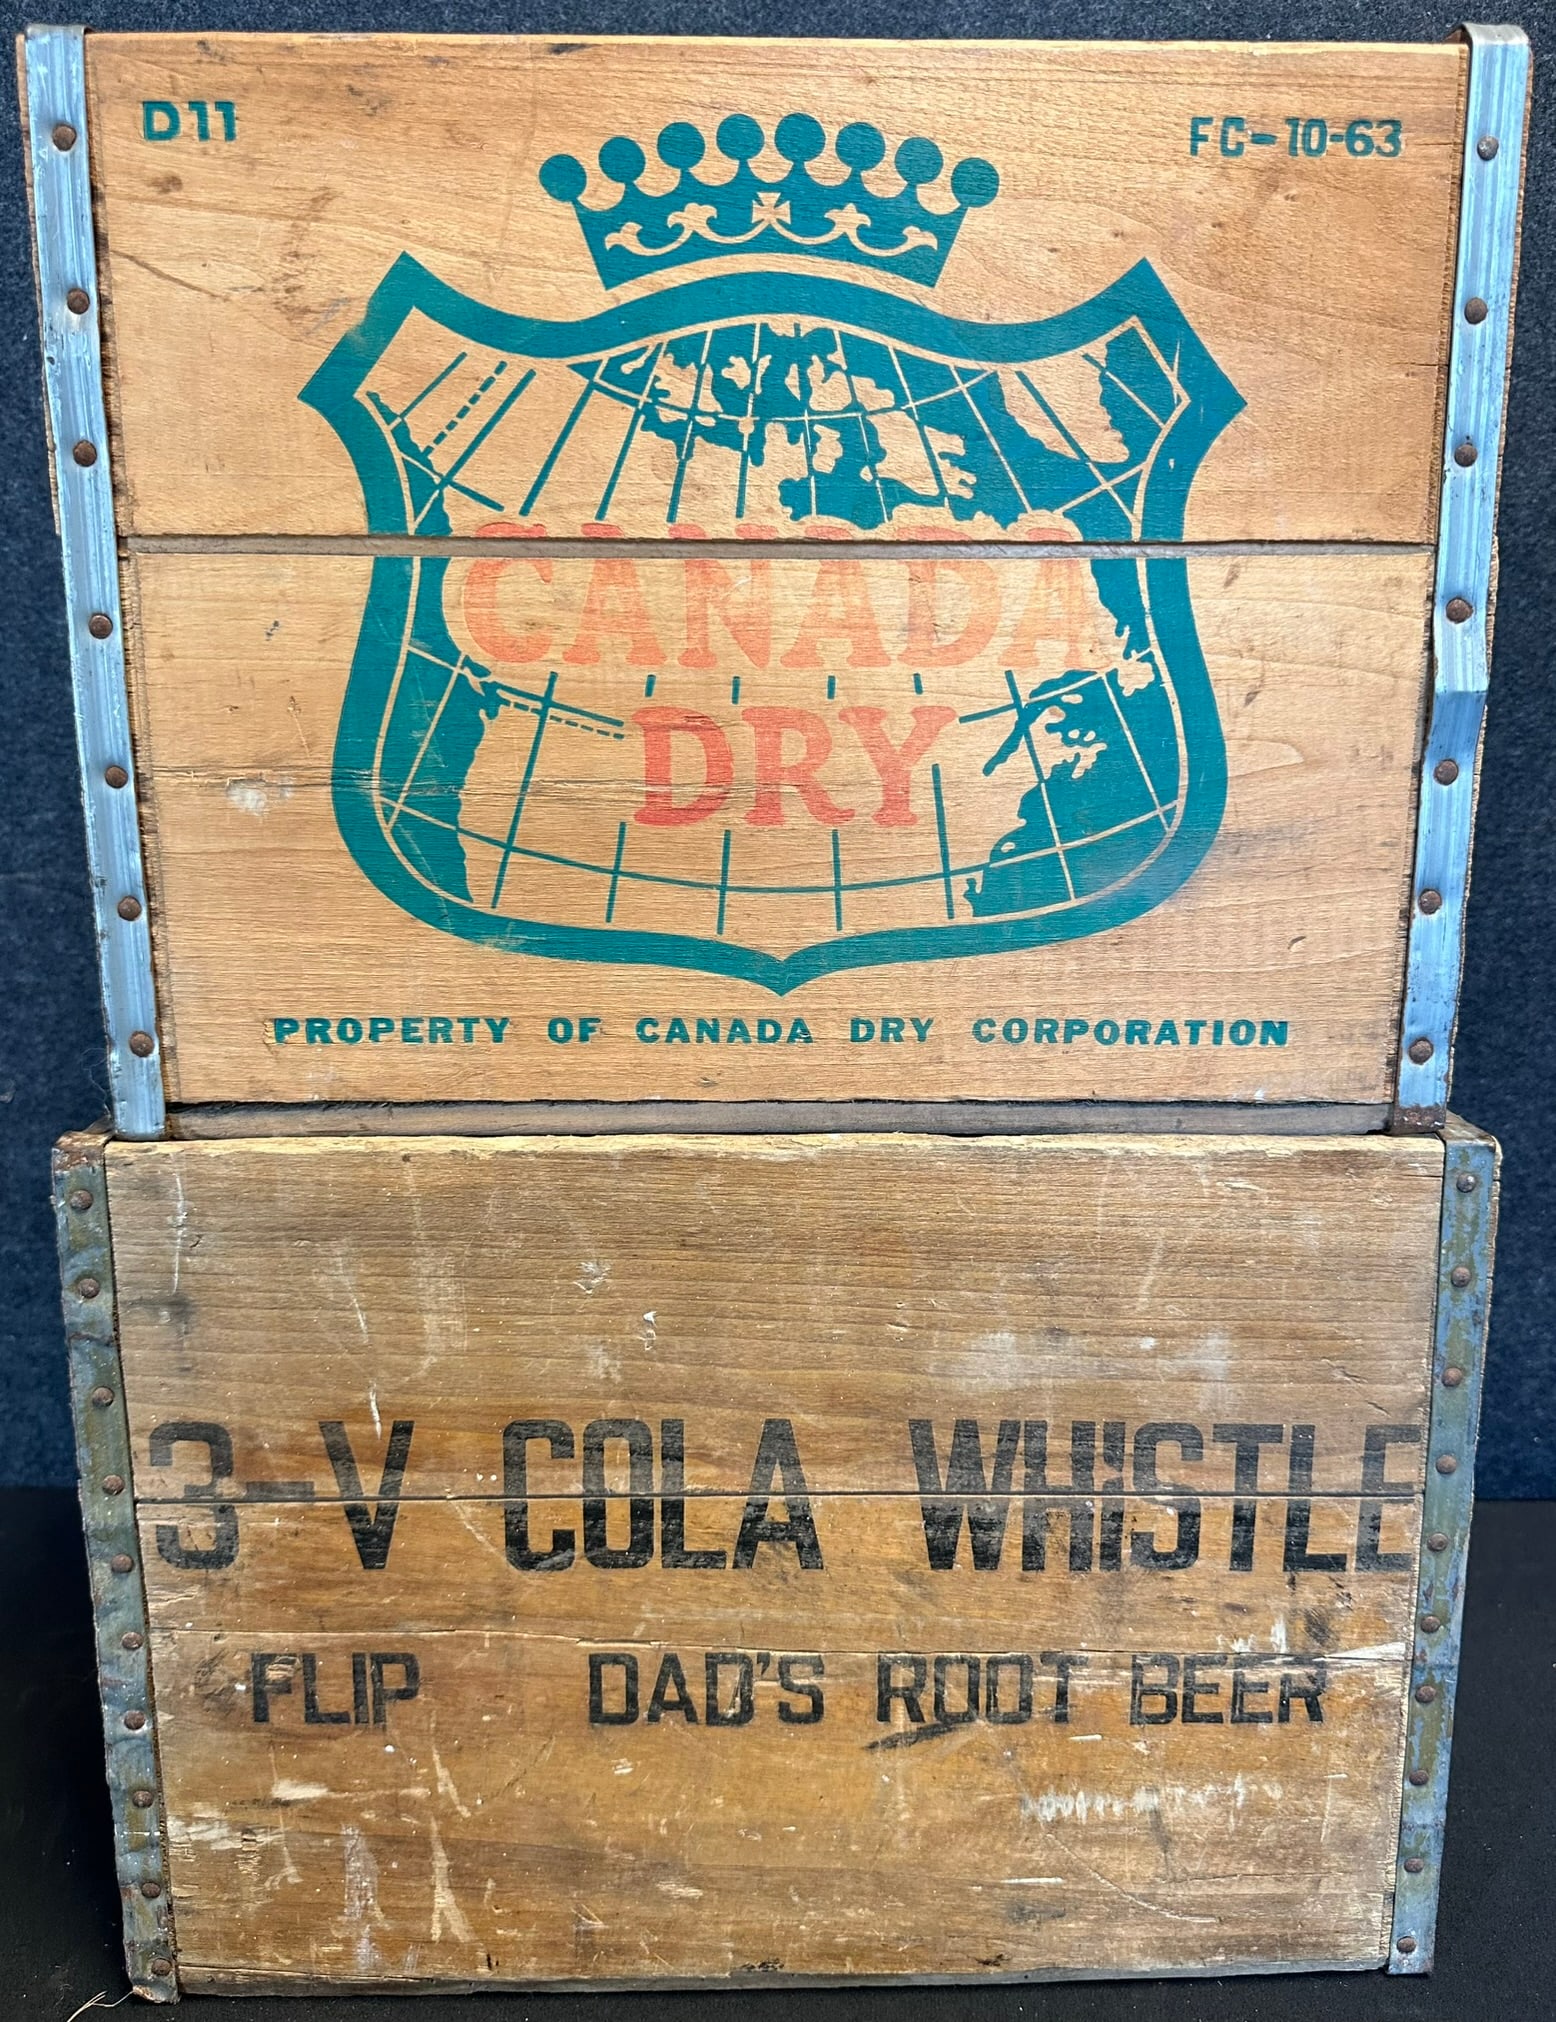 D11
FC-10-63
CANADA
DRY
PROPERTY OF CANADA DRY CORPORATION
3-V COLA WHISTLE
FLIP DAD'S ROOT BEER